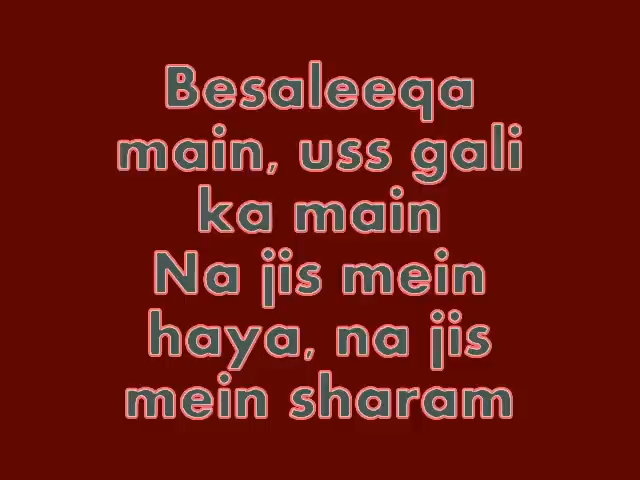 Besaleeqa
main, uss gali
ka main
Na jis mein
haya, na jis
mein sharam